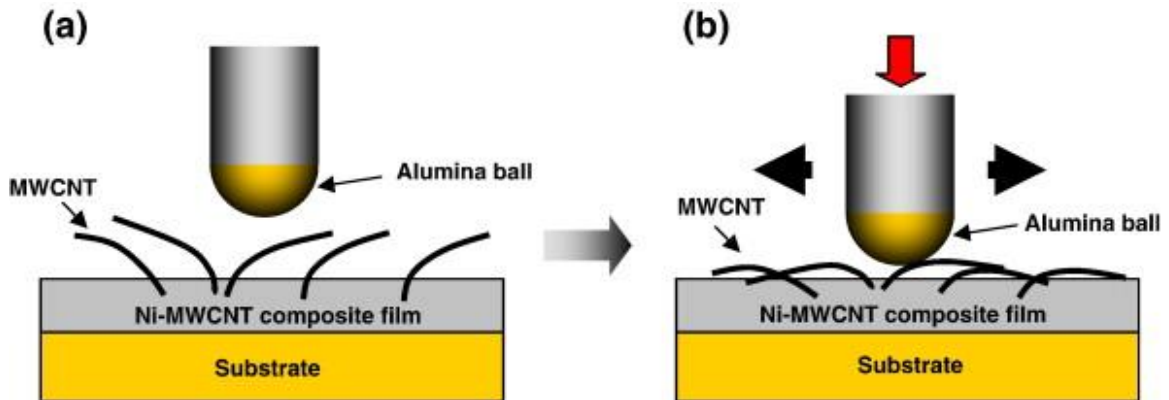 (a)
MWCNT
Alumina ball
Ni-MWCNT composite film
Substrate
(b)
MWCNT
Alumina ball
Ni-MWCNT composite film
Substrate